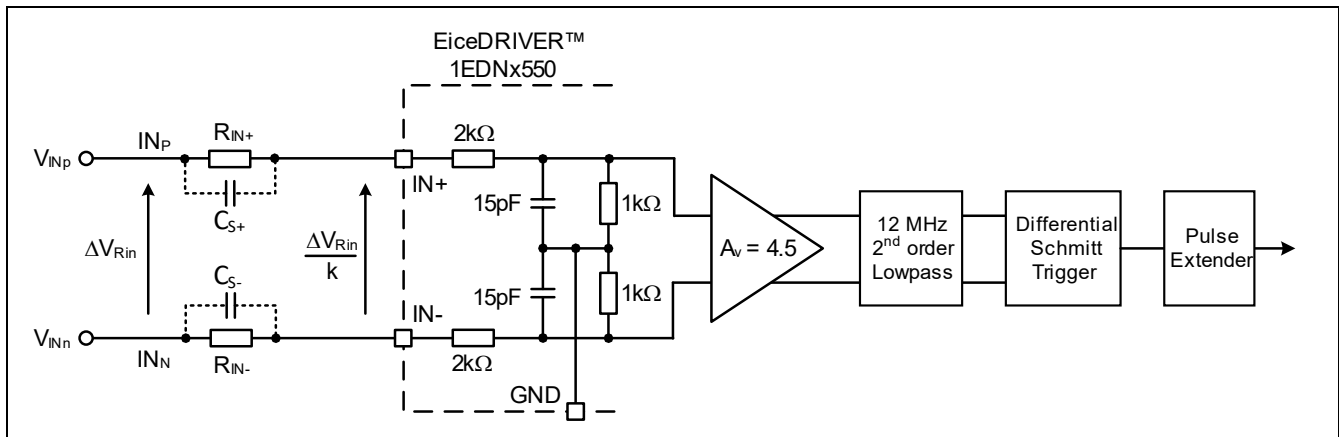 EiceDRIVER™
1EDNx550
V_INp
IN_P
R_IN+
C_S+
ΔV_Rin
ΔV_Rin
k
C_S-
V_INn
IN_N
R_IN-
IN+
2kΩ
15pF
1kΩ
15pF
1kΩ
IN-
2kΩ
GND
A_v = 4.5
12 MHz
2nd order
Lowpass
Differential
Schmitt
Trigger
Pulse
Extender